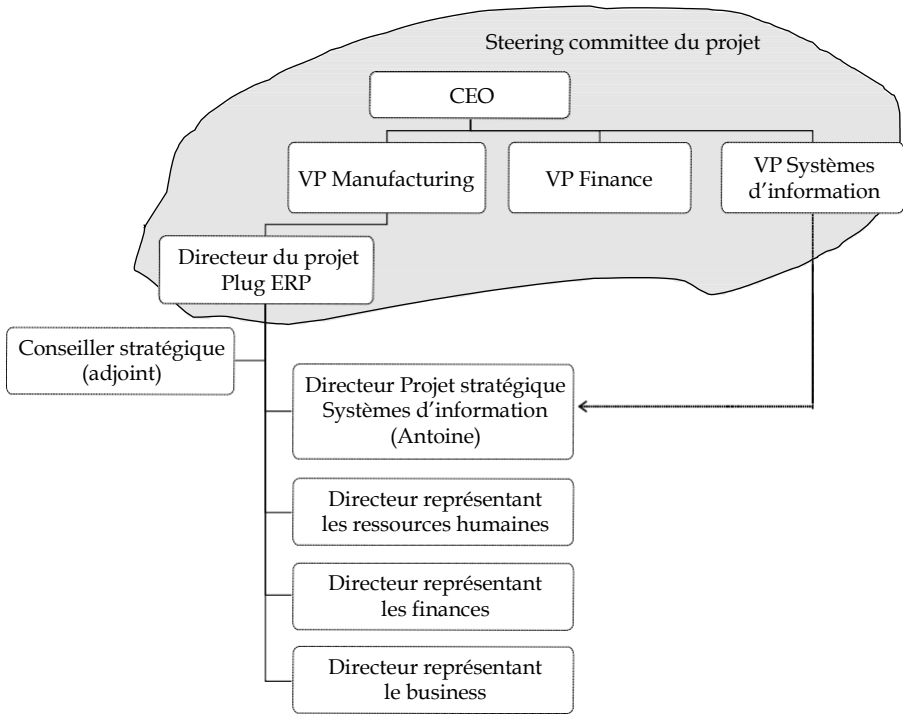 Steering committee du projet
CEO
VP Manufacturing
VP Finance
VP Systèmes
d’information
Directeur du projet
Plug ERP
Conseiller stratégique
(adjoint)
Directeur Projet stratégique
Systèmes d’information
(Antoine)
Directeur représentant
les ressources humaines
Directeur représentant
les finances
Directeur représentant
le business